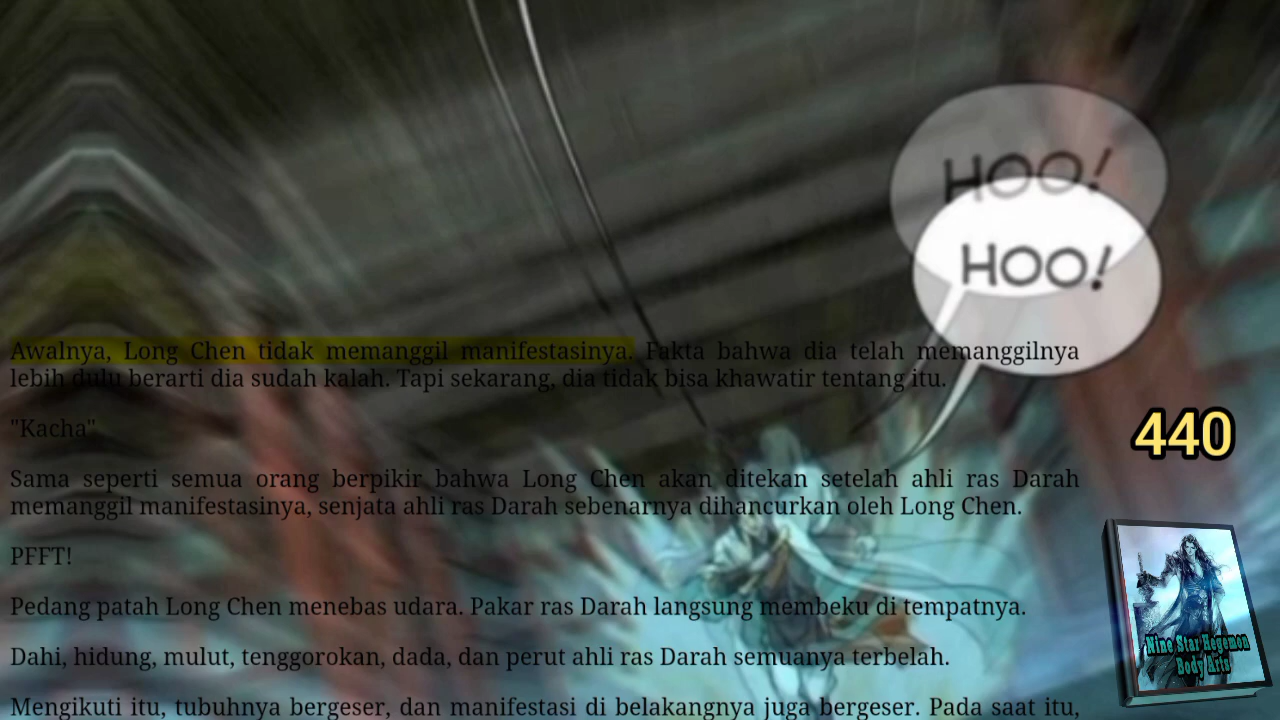 HOO!
HOO!
Awalnya, Long Chen tidak memanggil manifestasinya. Fakta bahwa dia telah memanggilnya
lebih dulu berarti dia sudah kalah. Tapi sekarang, dia tidak bisa khawatir tentang itu.
"Kacha"
Sama seperti semua orang berpikir bahwa Long Chen akan ditekan setelah ahli ras Darah
memanggil manifestasinya, senjata ahli ras Darah sebenarnya dihancurkan oleh Long Chen.
PFFT!
Pedang patah Long Chen menebas udara. Pakar ras Darah langsung membeku di tempatnya.
Dahi, hidung, mulut, tenggorokan, dada, dan perut ahli ras Darah semuanya terbelah.
Mengikuti itu, tubuhnya bergeser, dan manifestasi di belakangnya juga bergeser. Pada saat itu,
440
Nine Star Hegemon
Body Arts